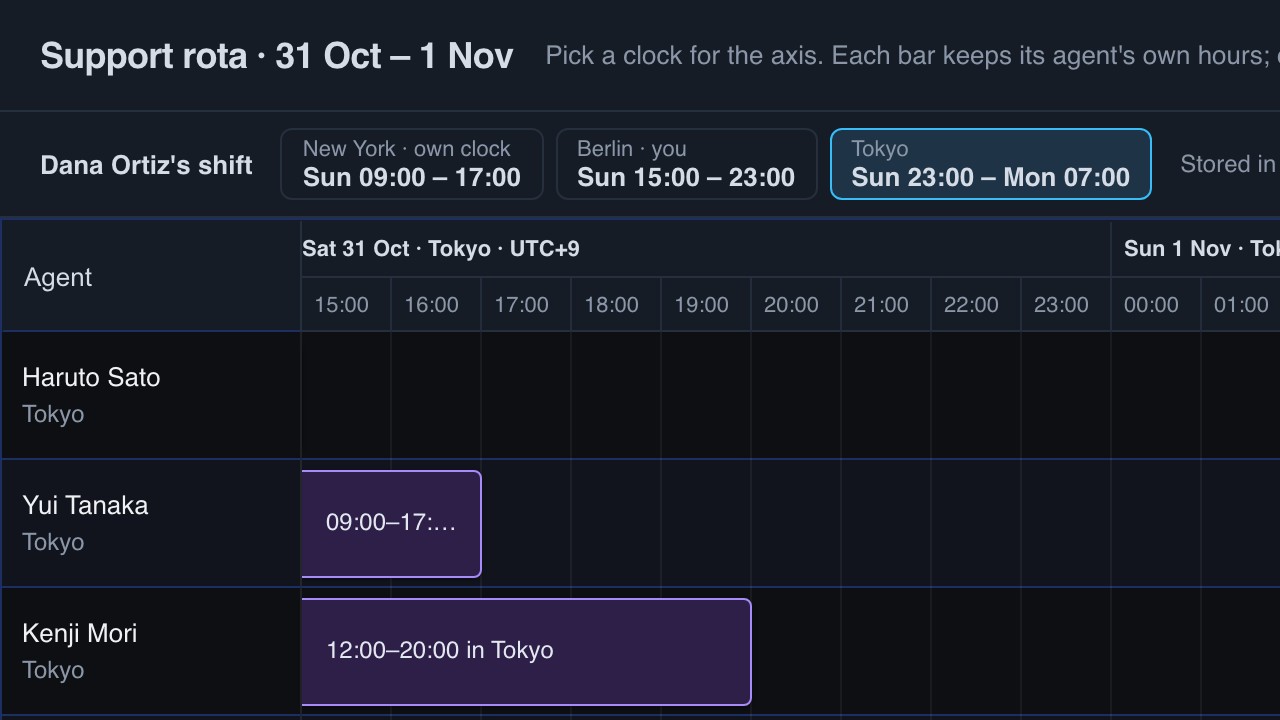 Support rota · 31 Oct – 1 Nov
Pick a clock for the axis. Each bar keeps its agent's own hours;
Dana Ortiz's shift
New York · own clock
Sun 09:00 – 17:00
Berlin · you
Sun 15:00 – 23:00
Tokyo
Sun 23:00 – Mon 07:00
Stored in
Agent
Sat 31 Oct · Tokyo · UTC+9
Sun 1 Nov ·
15:00 16:00 17:00 18:00 19:00 20:00 21:00 22:00 23:00 00:00 01:00
Haruto Sato
Tokyo
Yui Tanaka
Tokyo
09:00–17:…
Kenji Mori
Tokyo
12:00–20:00 in Tokyo